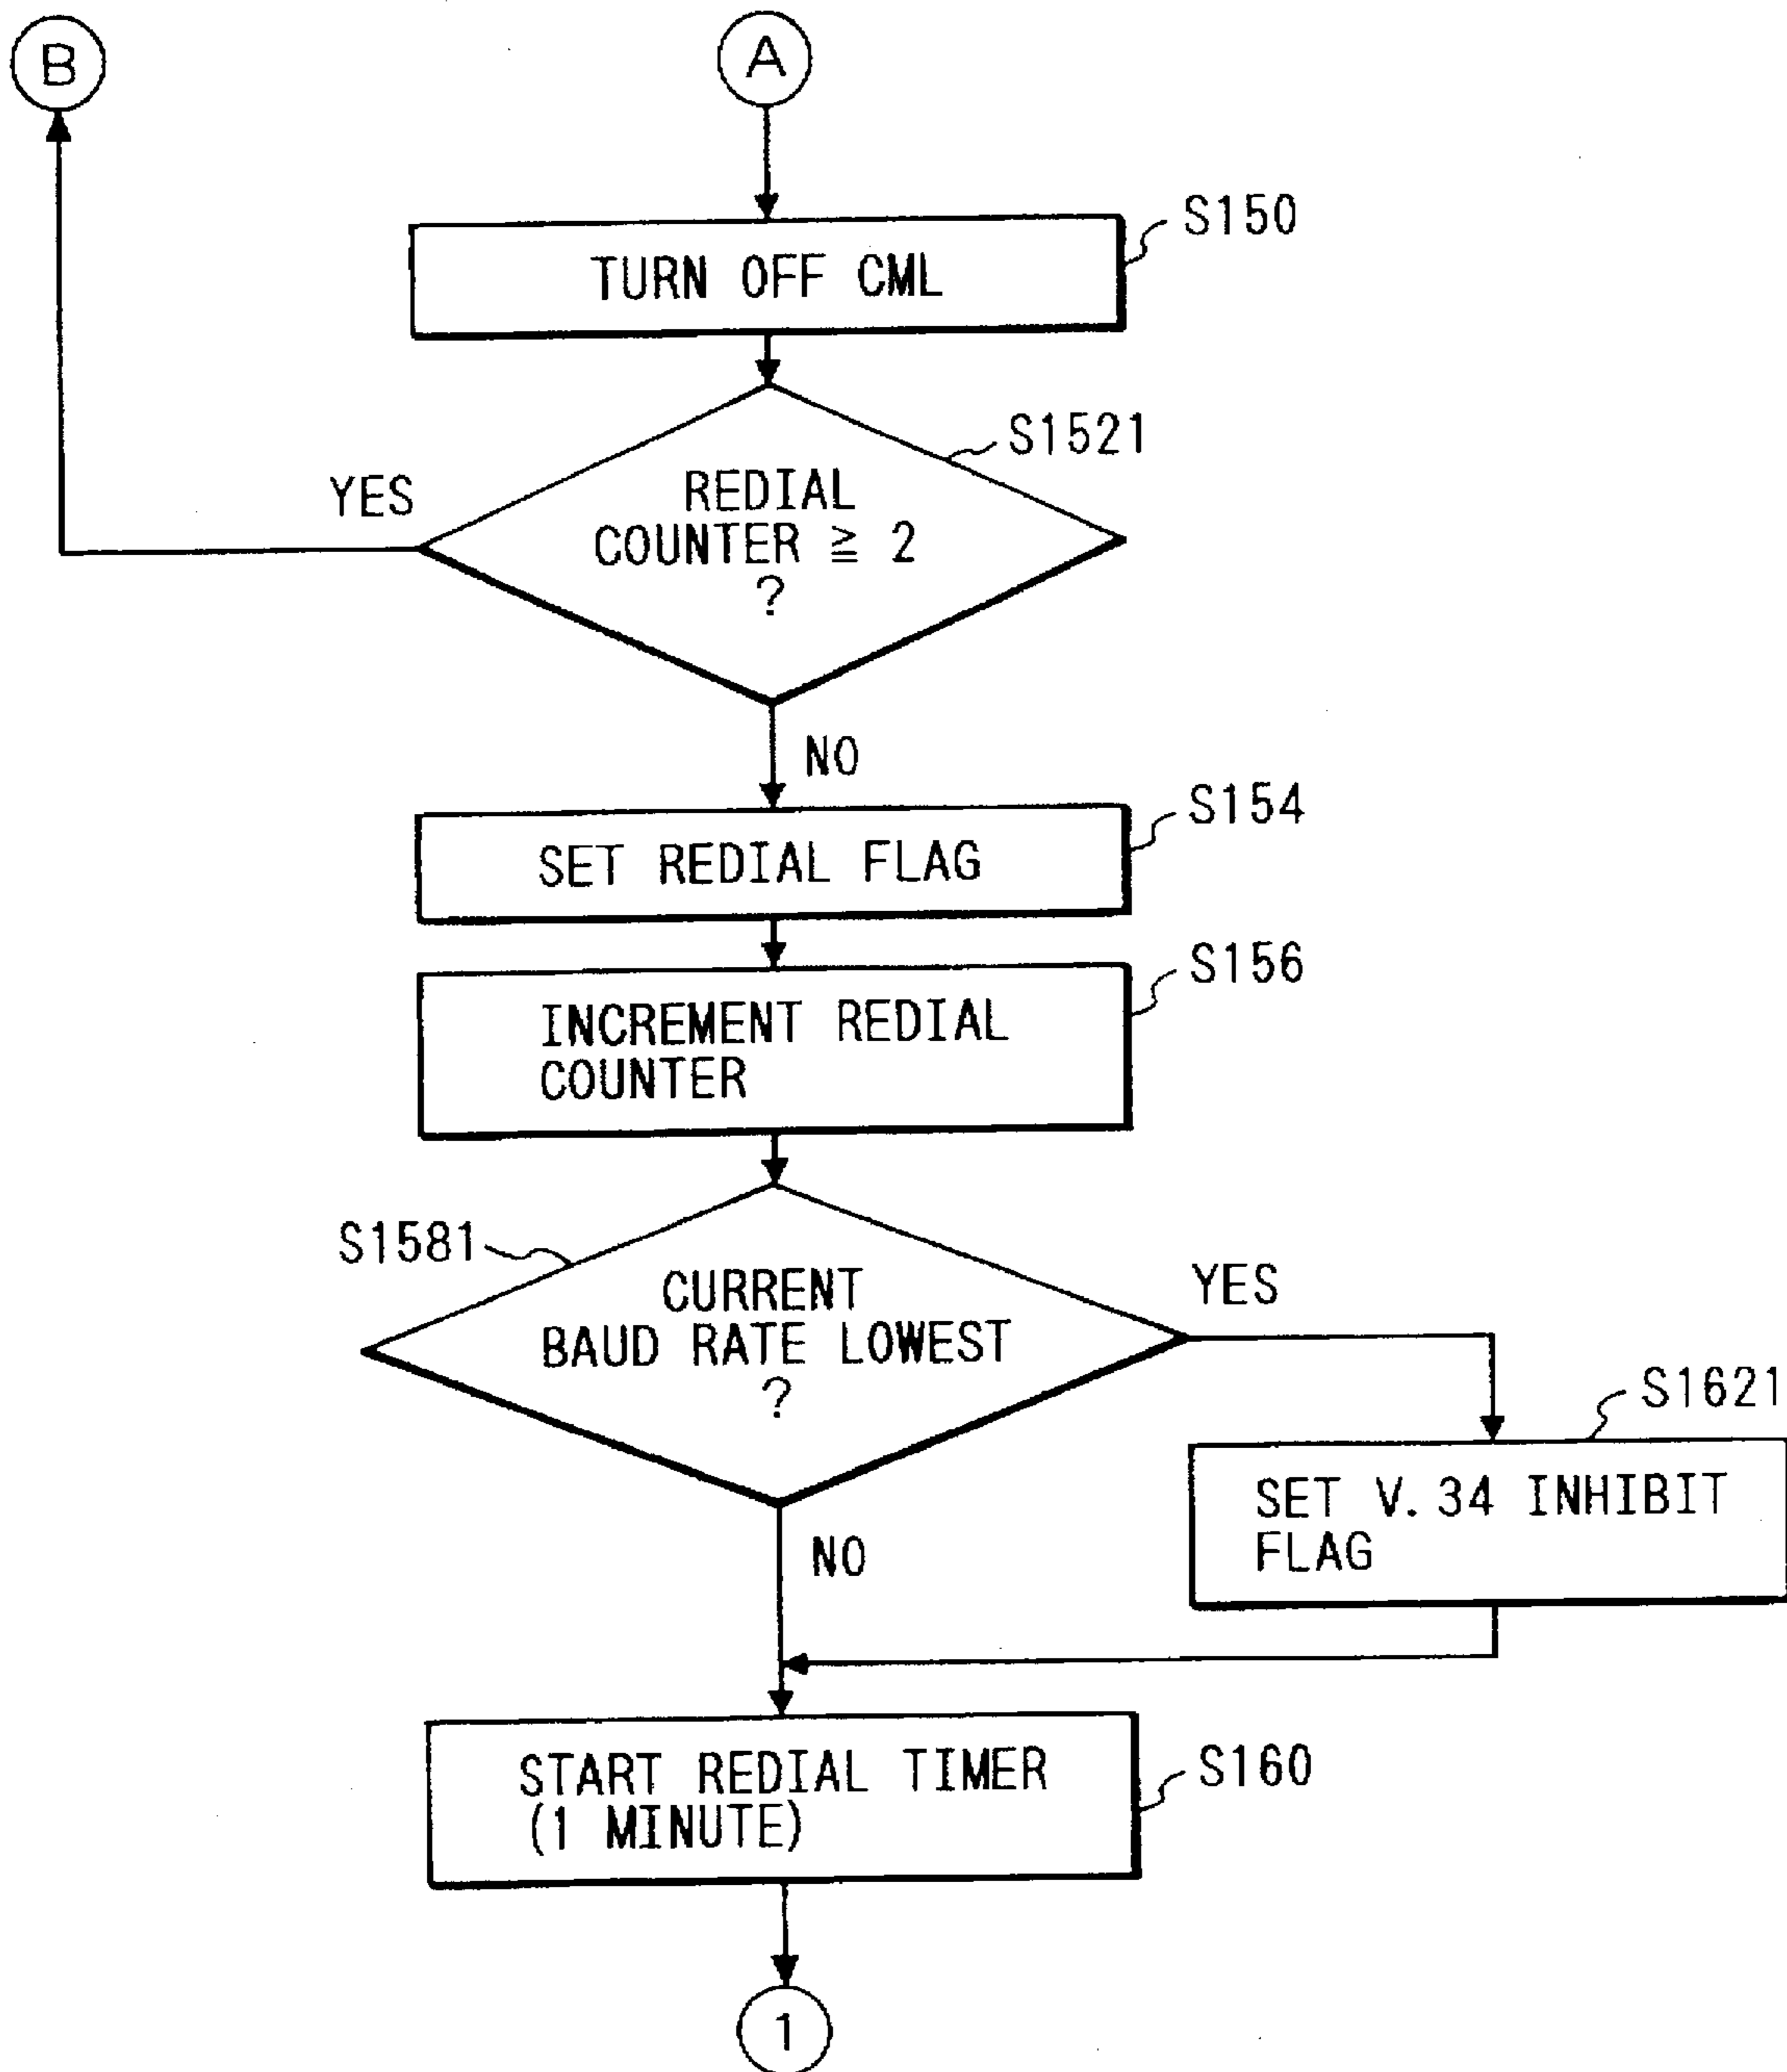 B
A
S150
TURN OFF CML
S1521
YES
REDIAL
COUNTER ≧ 2
?
NO
S154
SET REDIAL FLAG
S156
INCREMENT REDIAL
COUNTER
S1581
CURRENT
BAUD RATE LOWEST
?
YES
S1621
SET V.34 INHIBIT
FLAG
NO
START REDIAL TIMER
(1 MINUTE)
S160
1